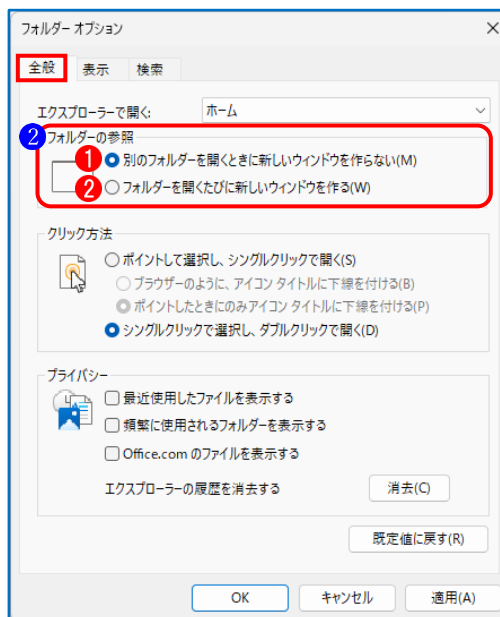 フォルダー オプション
全般 表示 検索
エクスプローラーで開く: ホーム
2 フォルダーの参照
1 別のフォルダーを開くときに新しいウィンドウを作らない(M)
2 フォルダーを開くたびに新しいウィンドウを作る(W)
クリック方法
ポイントして選択し、シングルクリックで開く(S)
ブラウザーのように、アイコン タイトルに下線を付ける(B)
ポイントしたときにのみアイコン タイトルに下線を付ける(P)
シングルクリックで選択し、ダブルクリックで開く(D)
プライバシー
最近使用したファイルを表示する
頻繁に使用されるフォルダーを表示する
Office.com のファイルを表示する
エクスプローラーの履歴を消去する 消去(C)
既定値に戻す(R)
OK キャンセル 適用(A)